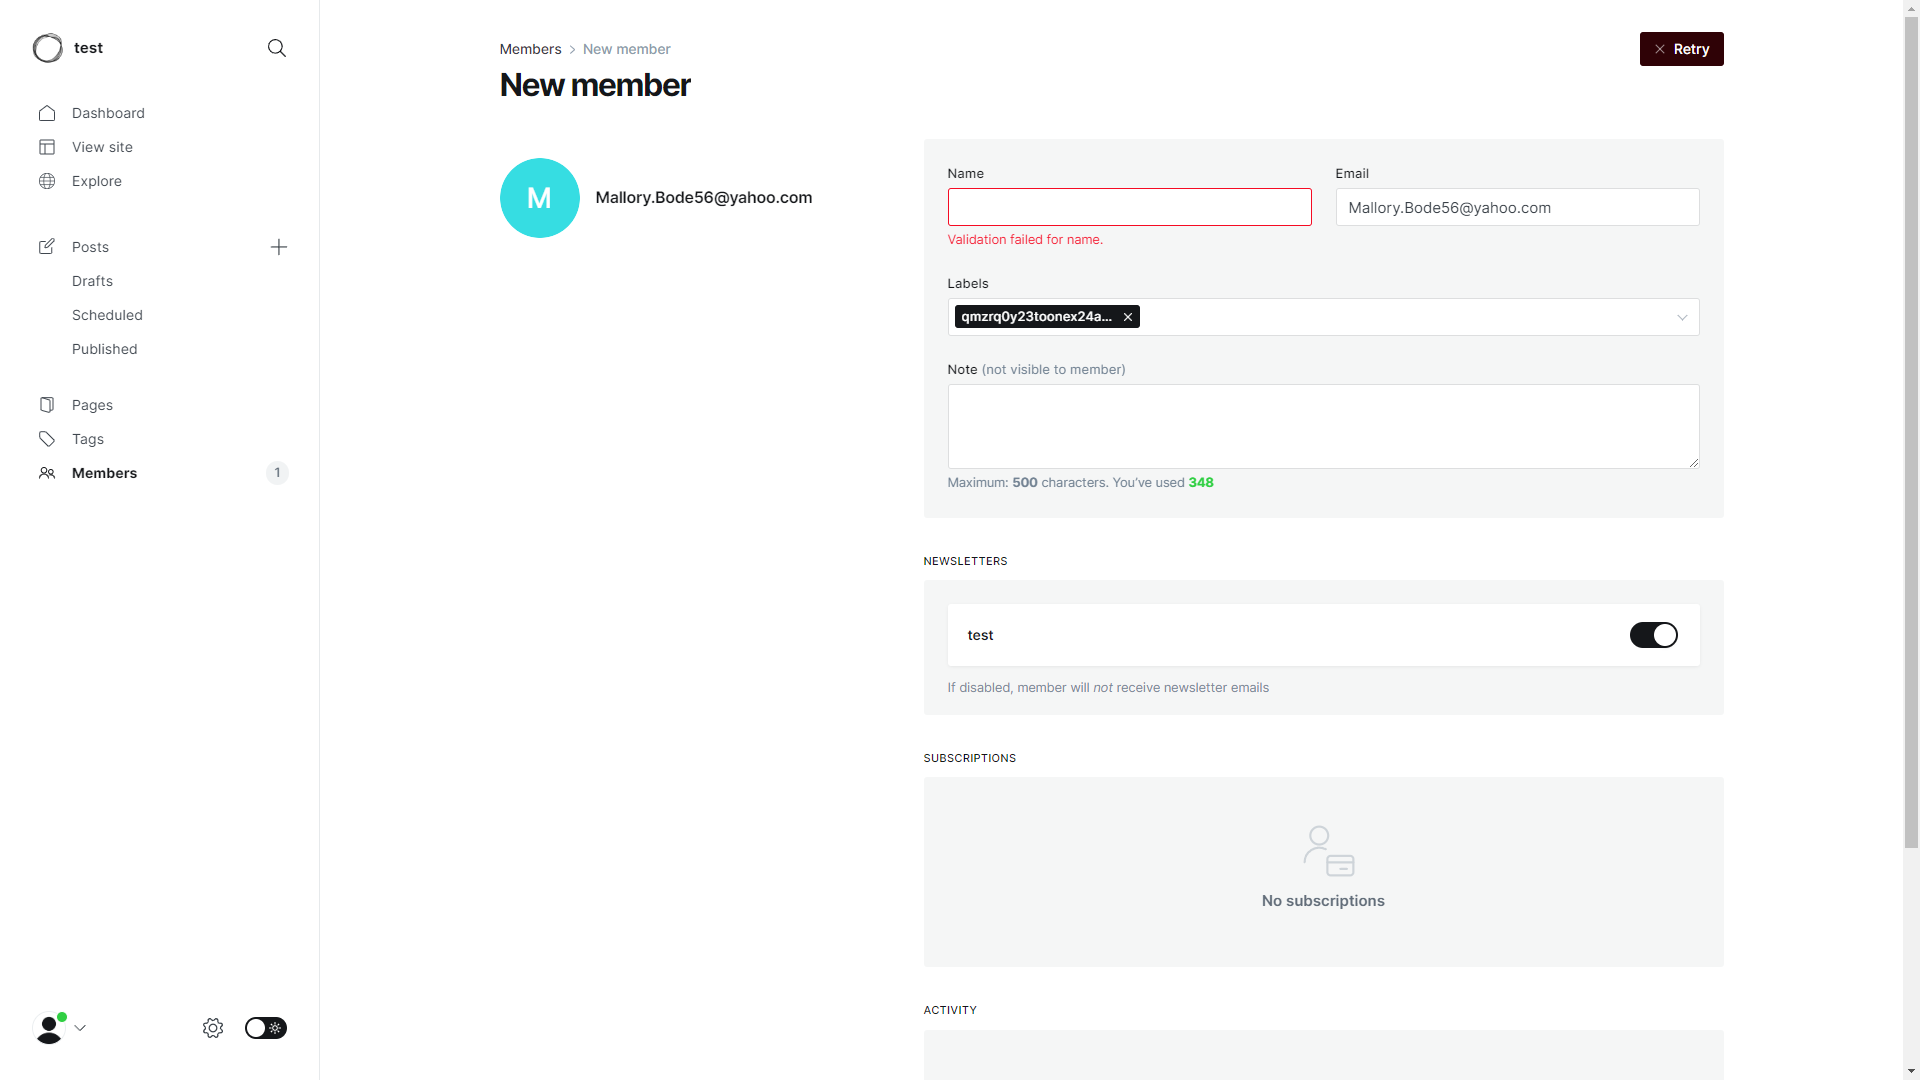 test
Dashboard
View site
Explore
Posts
Drafts
Scheduled
Published
Pages
Tags
Members 1
Members New member
New member
Retry
M
Mallory.Bode56@yahoo.com
Name
Validation failed for name.
Email
Mallory.Bode56@yahoo.com
Labels
qmzrq0y23toonex24a...
Note (not visible to member)
Maximum: 500 characters. You've used 348
NEWSLETTERS
test
If disabled, member will not receive newsletter emails
SUBSCRIPTIONS
No subscriptions
ACTIVITY